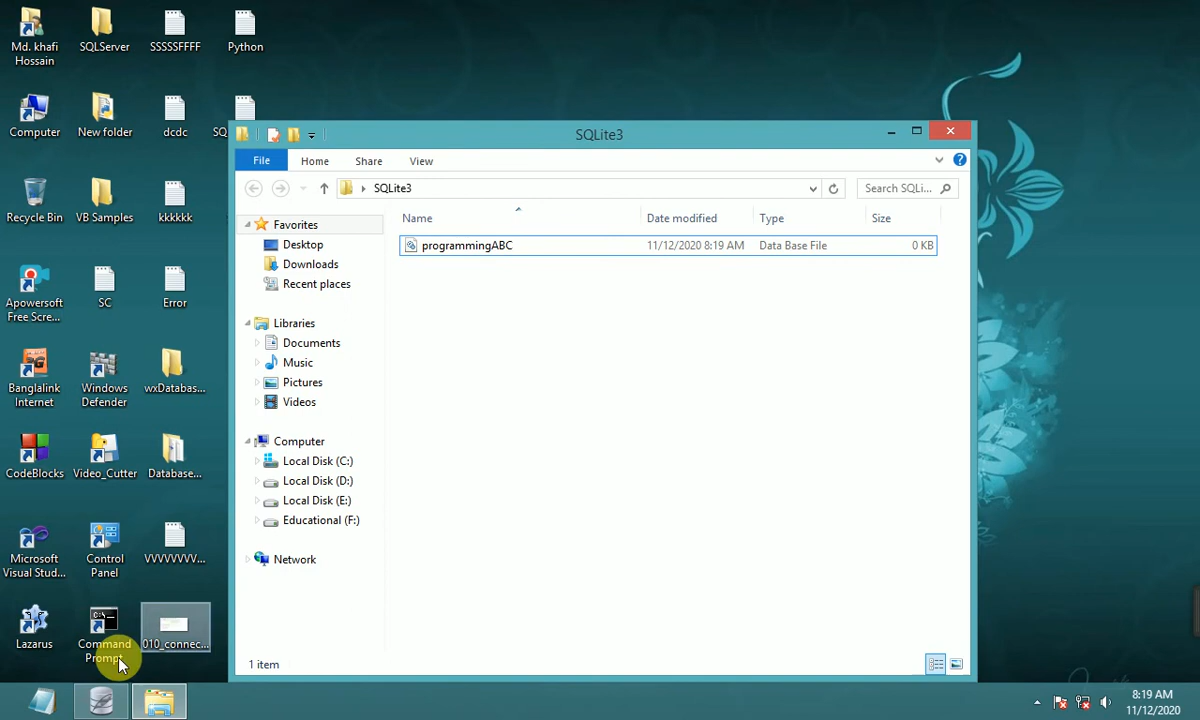 Md. khafi
Hossain
SQLServer
SSSSSFFFF
Python
Computer
New folder
dcdc
SQ
Recycle Bin
VB Samples
kkkkkk
Apowersoft
Free Scre...
SC
Error
Banglalink
Internet
Windows
Defender
wxDatabas...
CodeBlocks
Video_Cutter
Database...
Microsoft
Visual Stud...
Control
Panel
VVVVVVV...
Lazarus
Command
Prompt
010_connec...
SQLite3
File
Home
Share
View
SQLite3
Search SQLi...
Name
Date modified
Type
Size
programmingABC
11/12/2020 8:19 AM
Data Base File
0 KB
Favorites
Desktop
Downloads
Recent places
Libraries
Documents
Music
Pictures
Videos
Computer
Local Disk (C:)
Local Disk (D:)
Local Disk (E:)
Educational (F:)
Network
1 item
8:19 AM
11/12/2020